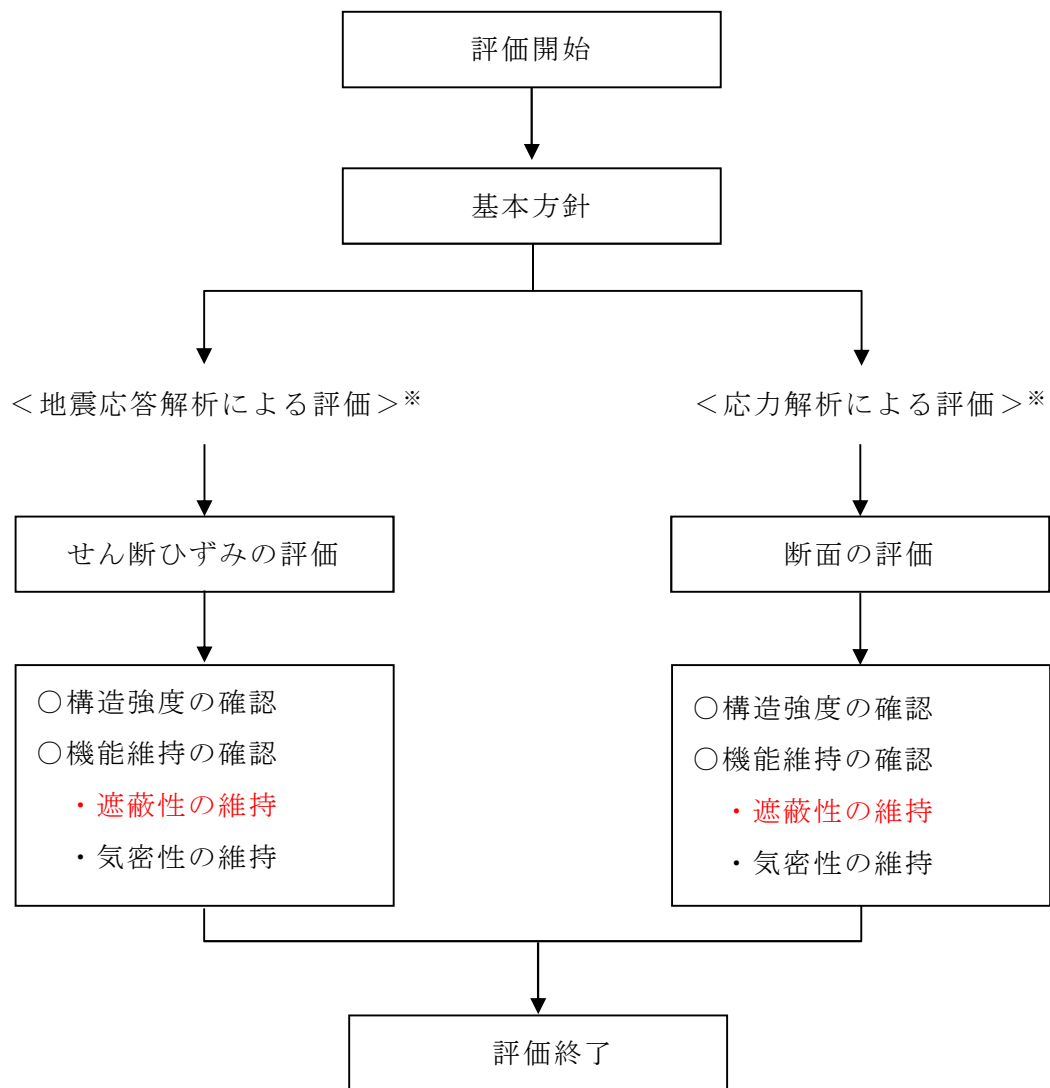 評価開始
基本方針
＜地震応答解析による評価＞※
＜応力解析による評価＞※
せん断ひずみの評価
断面の評価
○構造強度の確認
○機能維持の確認
・遮蔽性の維持
・気密性の維持
○構造強度の確認
○機能維持の確認
・遮蔽性の維持
・気密性の維持
評価終了